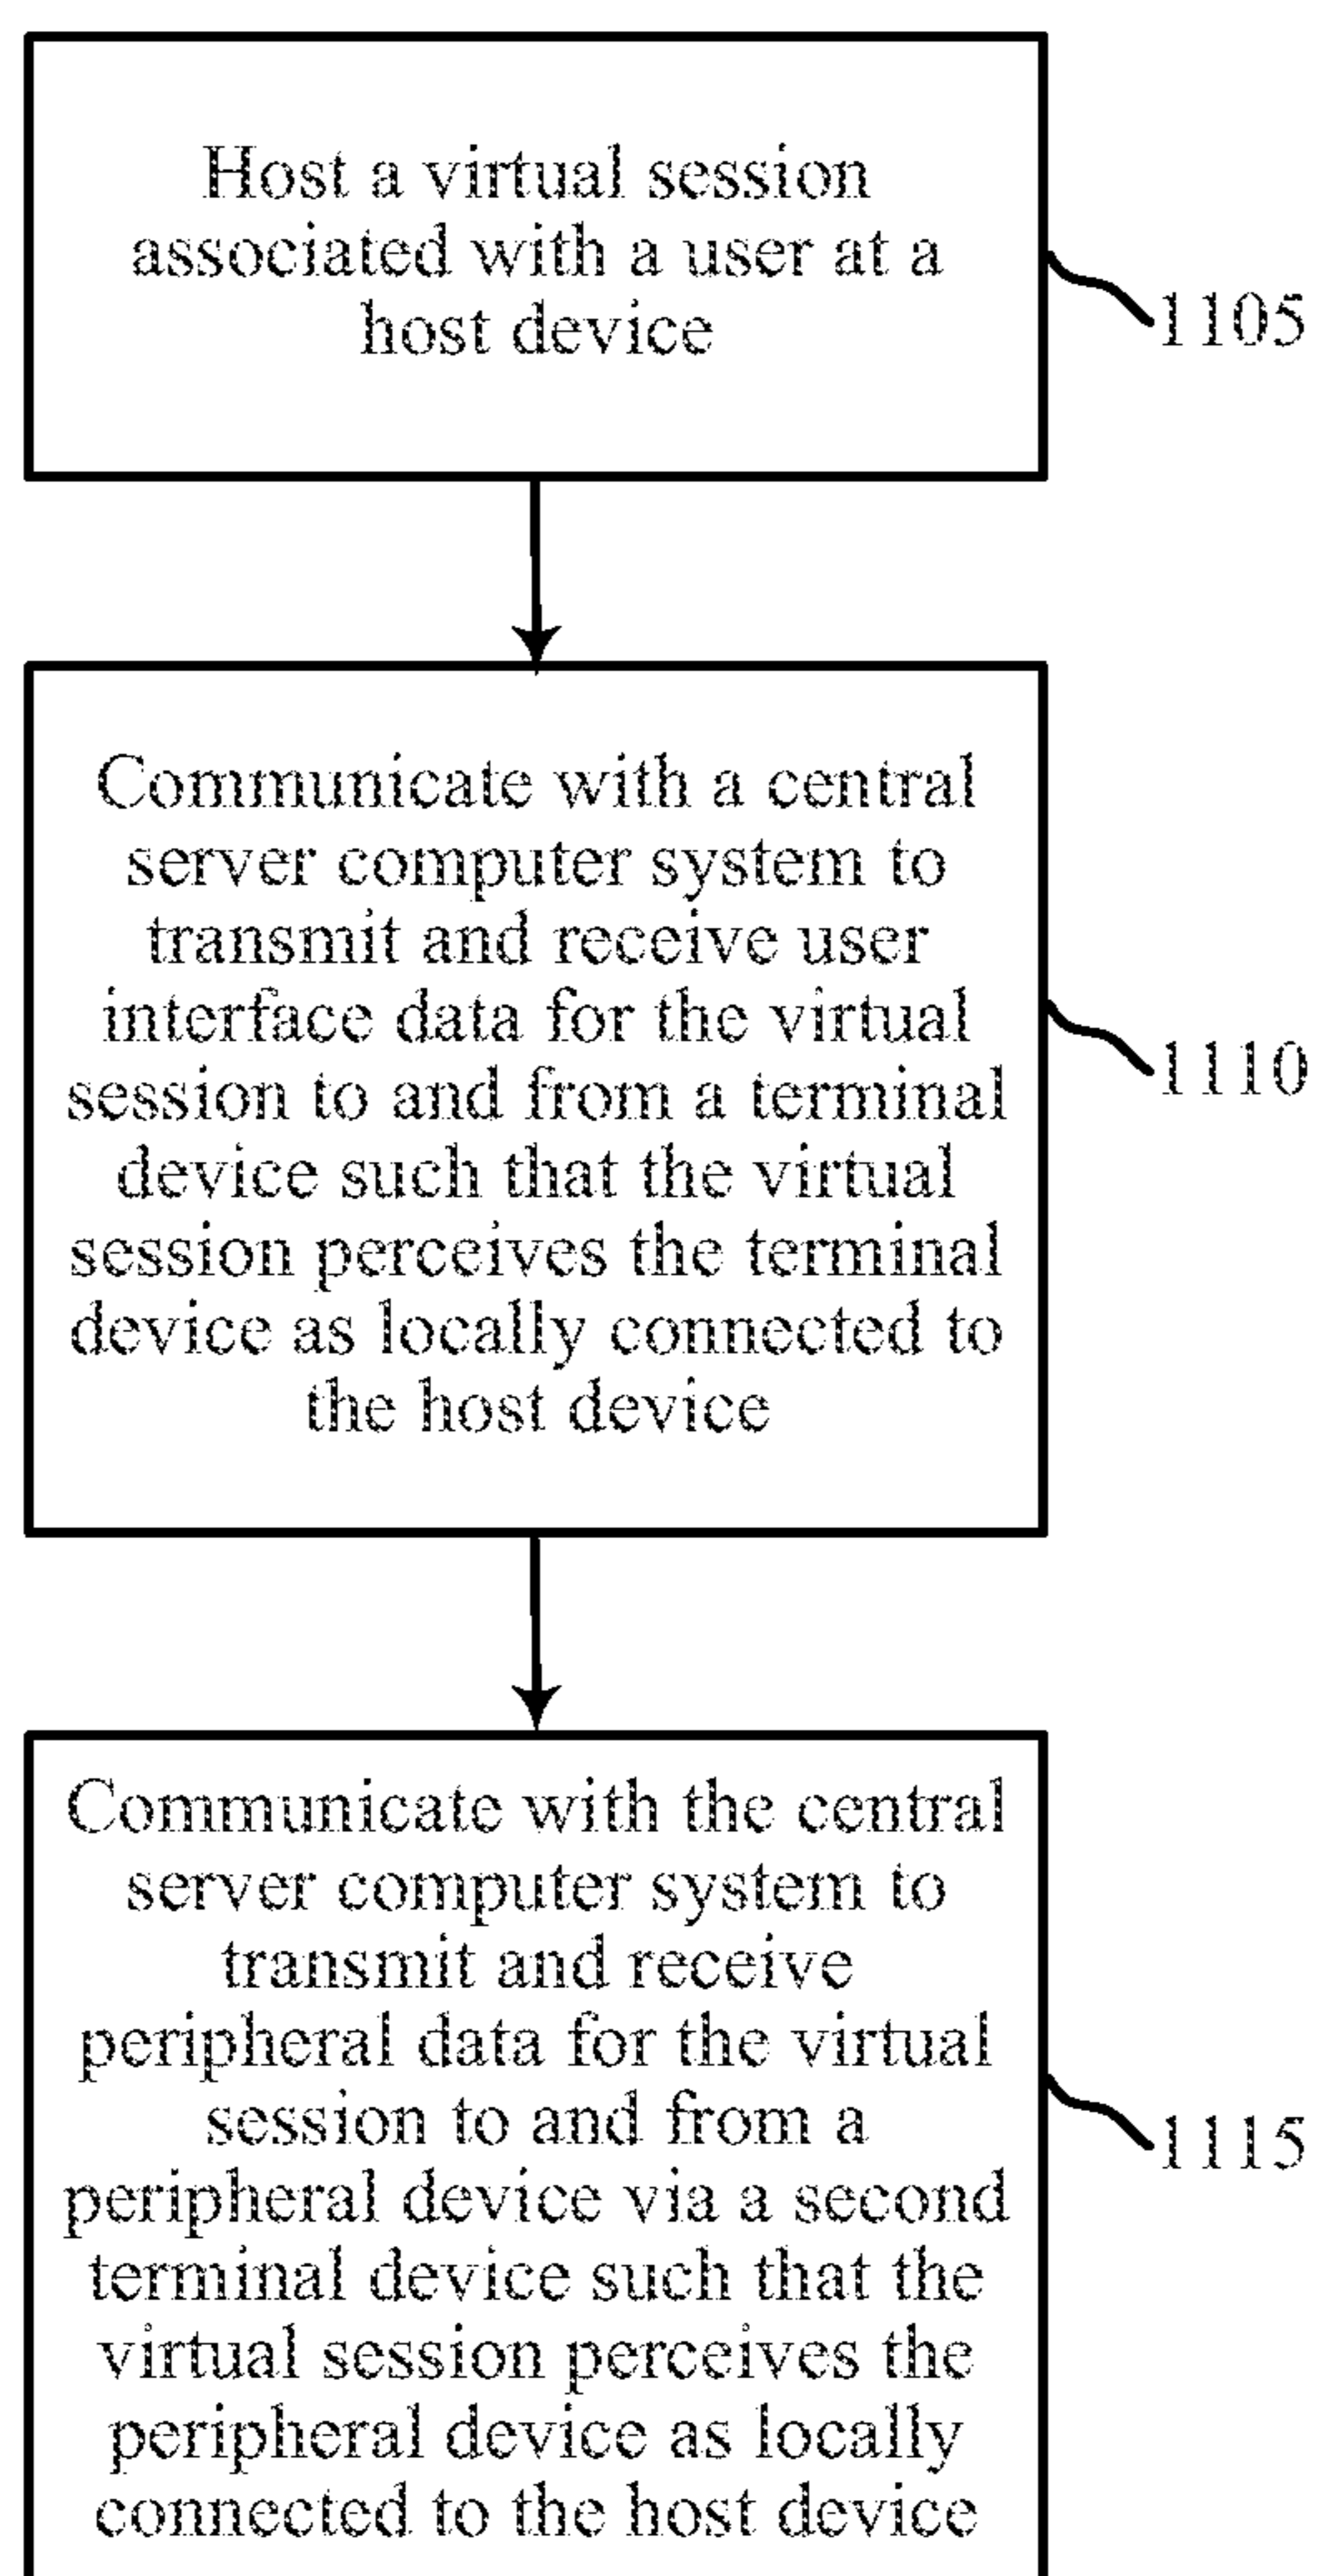 Host a virtual session
associated with a user at a
host device
1105
Communicate with a central
server computer system to
transmit and receive user
interface data for the virtual
session to and from a terminal
device such that the virtual
session perceives the terminal
device as locally connected to
the host device
1110
Communicate with the central
server computer system to
transmit and receive
peripheral data for the virtual
session to and from a
peripheral device via a second
terminal device such that the
virtual session perceives the
peripheral device as locally
connected to the host device
1115